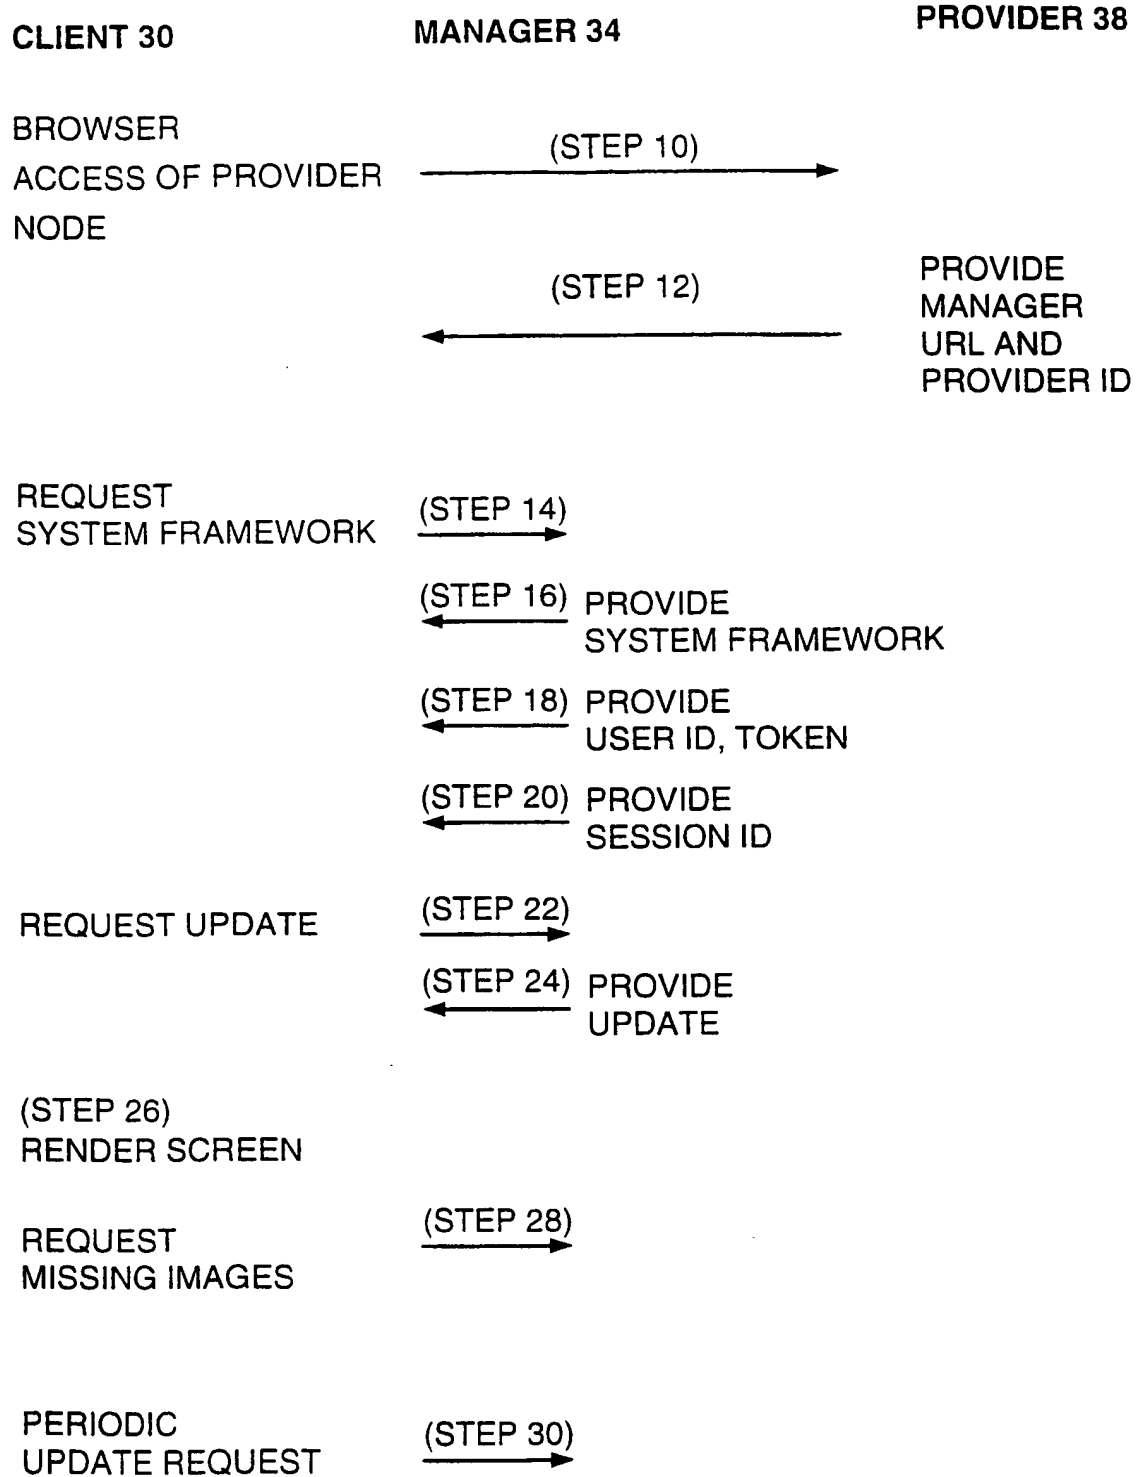 CLIENT 30
MANAGER 34
PROVIDER 38
BROWSER
ACCESS OF PROVIDER
NODE
(STEP 10)
(STEP 12)
PROVIDE
MANAGER
URL AND
PROVIDER ID
REQUEST
SYSTEM FRAMEWORK
(STEP 14)
(STEP 16)
PROVIDE
SYSTEM FRAMEWORK
(STEP 18)
PROVIDE
USER ID, TOKEN
(STEP 20)
PROVIDE
SESSION ID
REQUEST UPDATE
(STEP 22)
(STEP 24)
PROVIDE
UPDATE
(STEP 26)
RENDER SCREEN
REQUEST
MISSING IMAGES
(STEP 28)
PERIODIC
UPDATE REQUEST
(STEP 30)